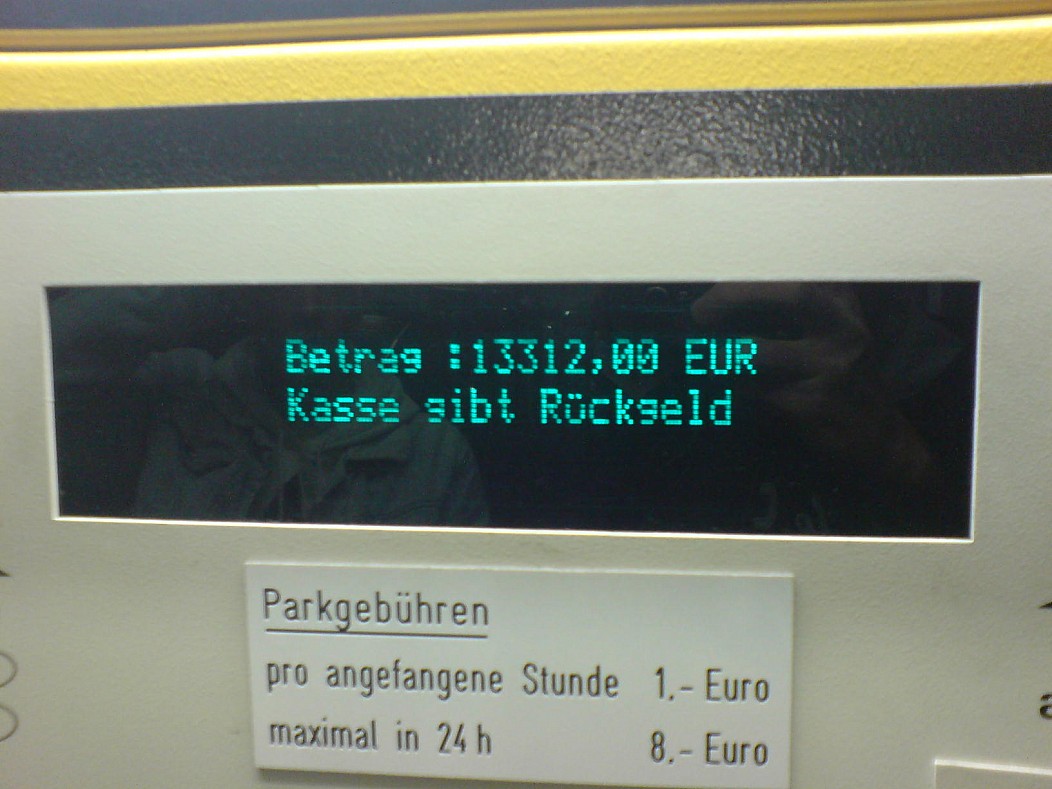 Betrag :13312,00 EUR
Kasse gibt Rückgeld
Parkgebühren
pro angefangene Stunde 1.- Euro
maximal in 24 h 8.- Euro